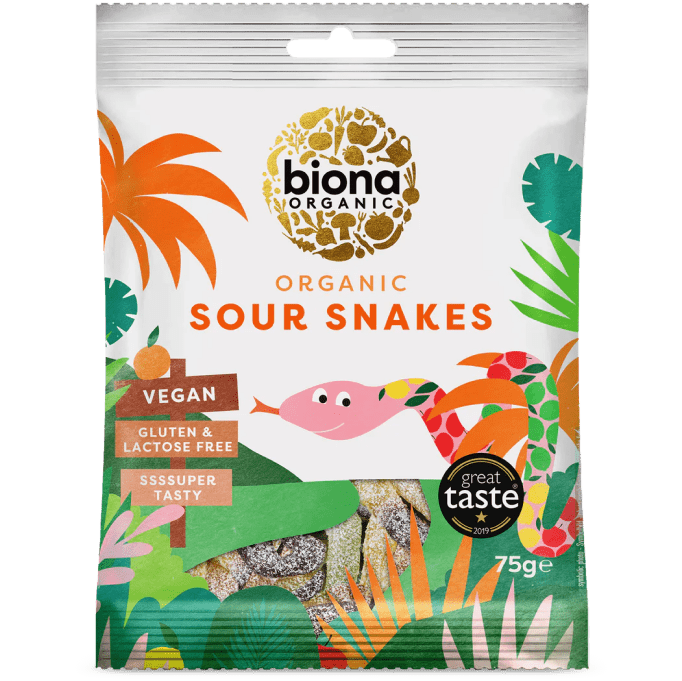 biona
ORGANIC
ORGANIC
SOUR SNAKES
VEGAN
GLUTEN &
LACTOSE FREE
SSSSUPER
TASTY
great
taste®
2019
75g℮